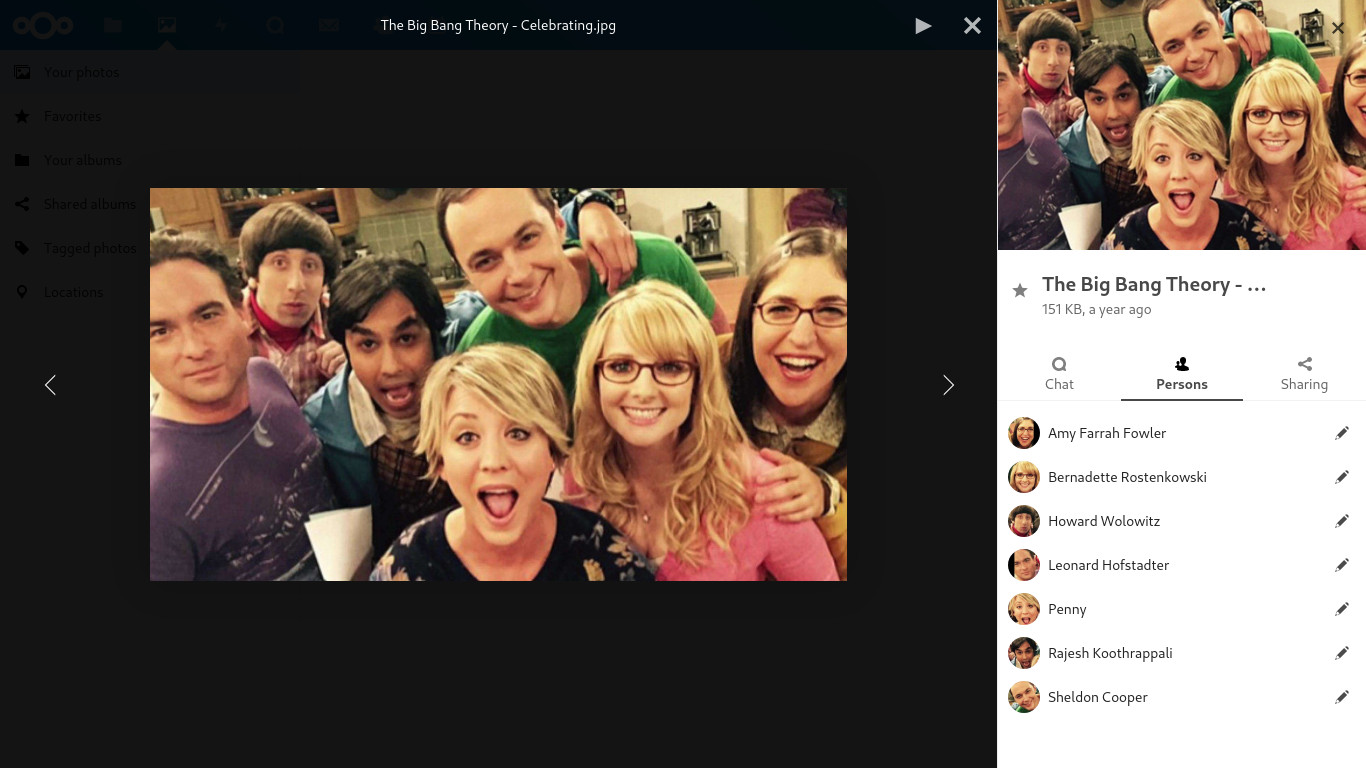 The Big Bang Theory - Celebrating.jpg
Your photos
Favorites
Your albums
Shared albums
Tagged photos
Locations
The Big Bang Theory - ...
151 KB, a year ago
Chat
Persons
Sharing
Amy Farrah Fowler
Bernadette Rostenkowski
Howard Wolowitz
Leonard Hofstadter
Penny
Rajesh Koothrappali
Sheldon Cooper